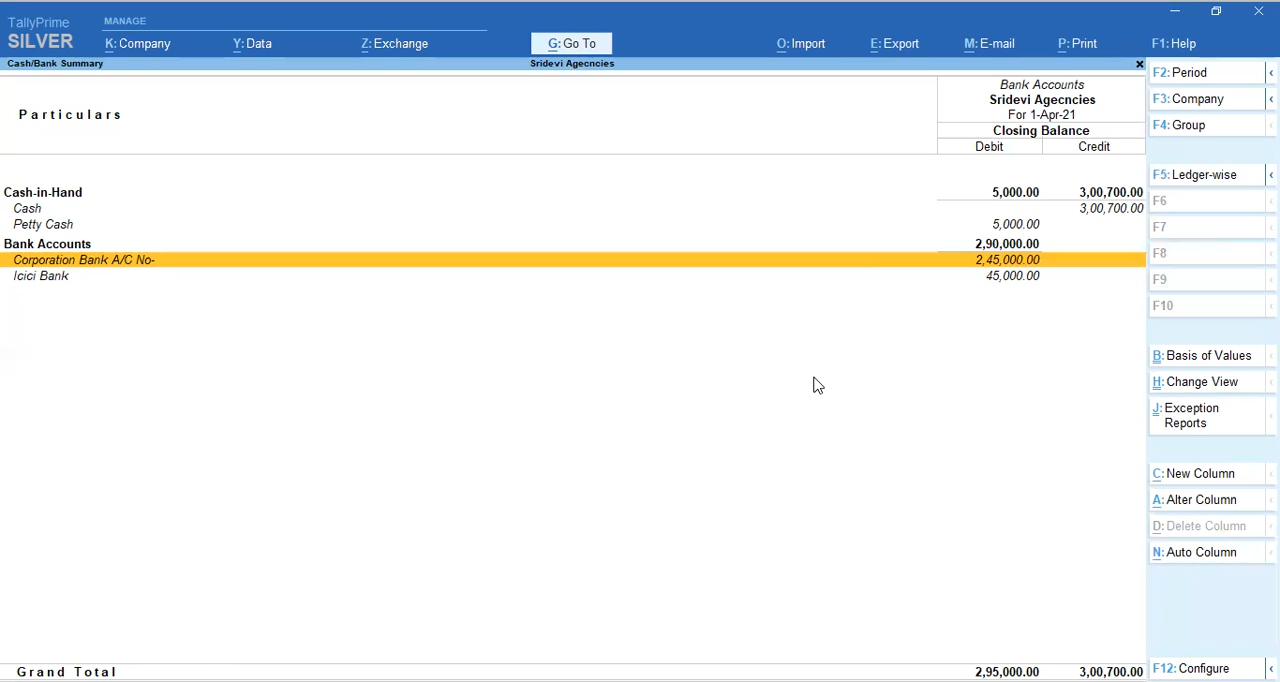 TallyPrime
MANAGE
SILVER
K: Company
Y: Data
Z: Exchange
G: Go To
O: Import
E: Export
M: E-mail
P: Print
F1: Help
Cash/Bank Summary
Sridevi Agecncies
F2: Period
F3: Company
F4: Group
F5: Ledger-wise
F6
F7
F8
F9
F10
B: Basis of Values
H: Change View
J: Exception
Reports
C: New Column
A: Alter Column
D: Delete Column
N: Auto Column
F12: Configure
Particulars
Bank Accounts
Sridevi Agecncies
For 1-Apr-21
Closing Balance
Debit Credit
Cash-in-Hand 5,000.00 3,00,700.00
Cash 3,00,700.00
Petty Cash 5,000.00
Bank Accounts 2,90,000.00
Corporation Bank A/C No- 2,45,000.00
Icici Bank 45,000.00
Grand Total 2,95,000.00 3,00,700.00